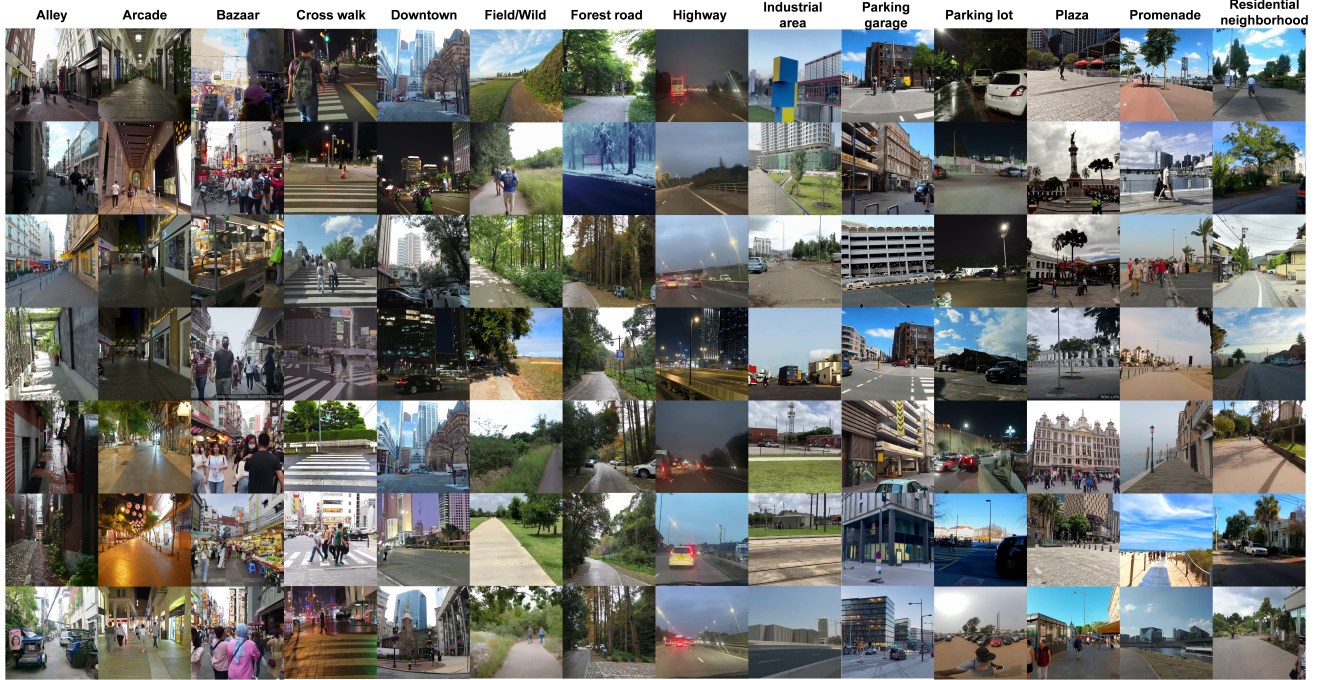 Alley
Arcade
Bazaar
Cross walk
Downtown
Field/Wild
Forest road
Highway
Industrial
area
Parking
garage
Parking lot
Plaza
Promenade
Residential
neighborhood